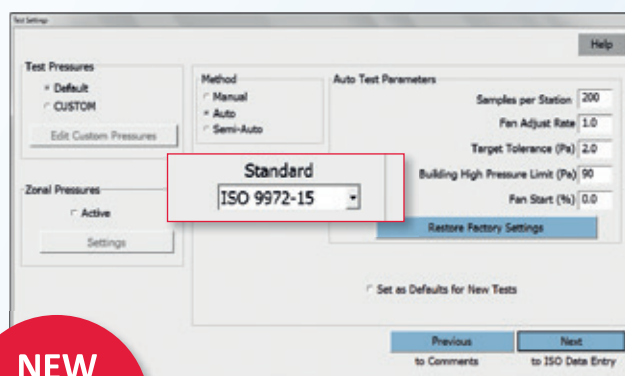 Test Settings
Help
Test Pressures
Default
CUSTOM
Edit Custom Pressures
Zonal Pressures
Active
Settings
Method
Manual
Auto
Semi-Auto
Standard
ISO 9972-15
Auto Test Parameters
Samples per Station 200
Fan Adjust Rate 1.0
Target Tolerance (Pa) 2.0
Building High Pressure Limit (Pa) 90
Fan Start (%) 0.0
Restore Factory Settings
Set as Defaults for New Tests
Previous
to Comments
Next
to ISO Data Entry
NEW